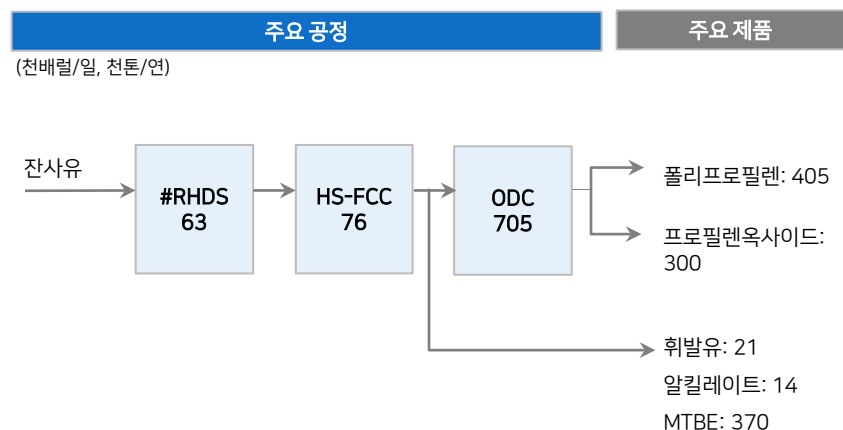 주요 공정
주요 제품
(천배럴/일, 천톤/연)
잔사유
#RHDS
63
HS-FCC
76
ODC
705
폴리프로필렌: 405
프로필렌옥사이드:
300
휘발유: 21
알킬레이트: 14
MTBE: 370